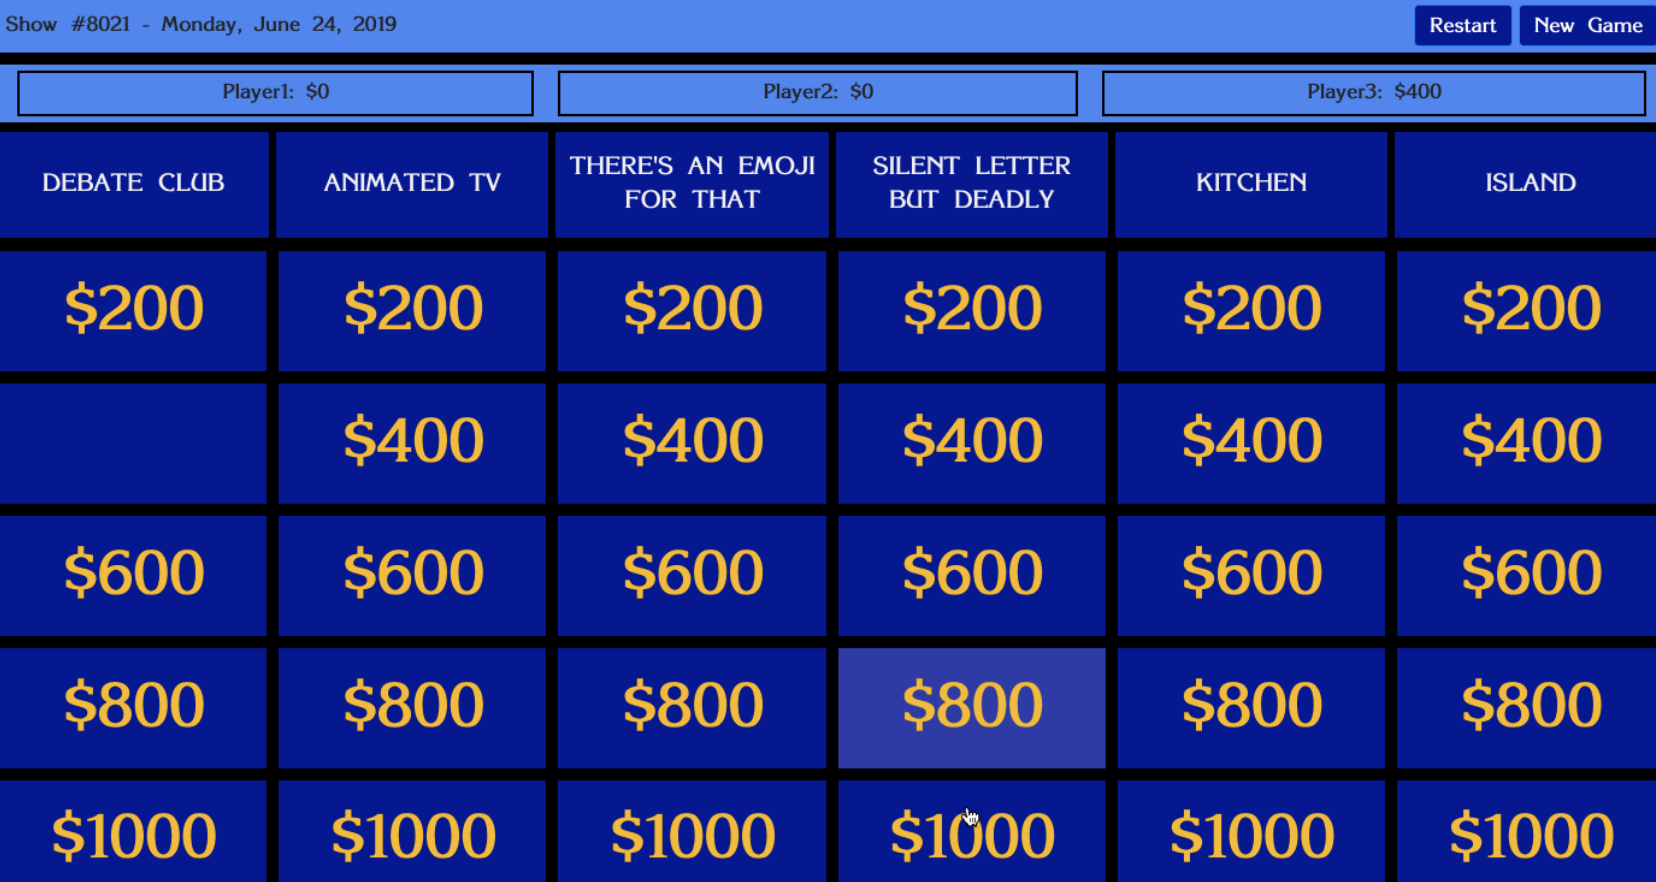 Show #8021 - Monday, June 24, 2019
Restart
New Game
Player1: $0
Player2: $0
Player3: $400
DEBATE CLUB
ANIMATED TV
THERE'S AN EMOJI
FOR THAT
SILENT LETTER
BUT DEADLY
KITCHEN
ISLAND
$200
$200
$200
$200
$200
$200
$400
$400
$400
$400
$400
$600
$600
$600
$600
$600
$600
$800
$800
$800
$800
$800
$800
$1000
$1000
$1000
$1000
$1000
$1000